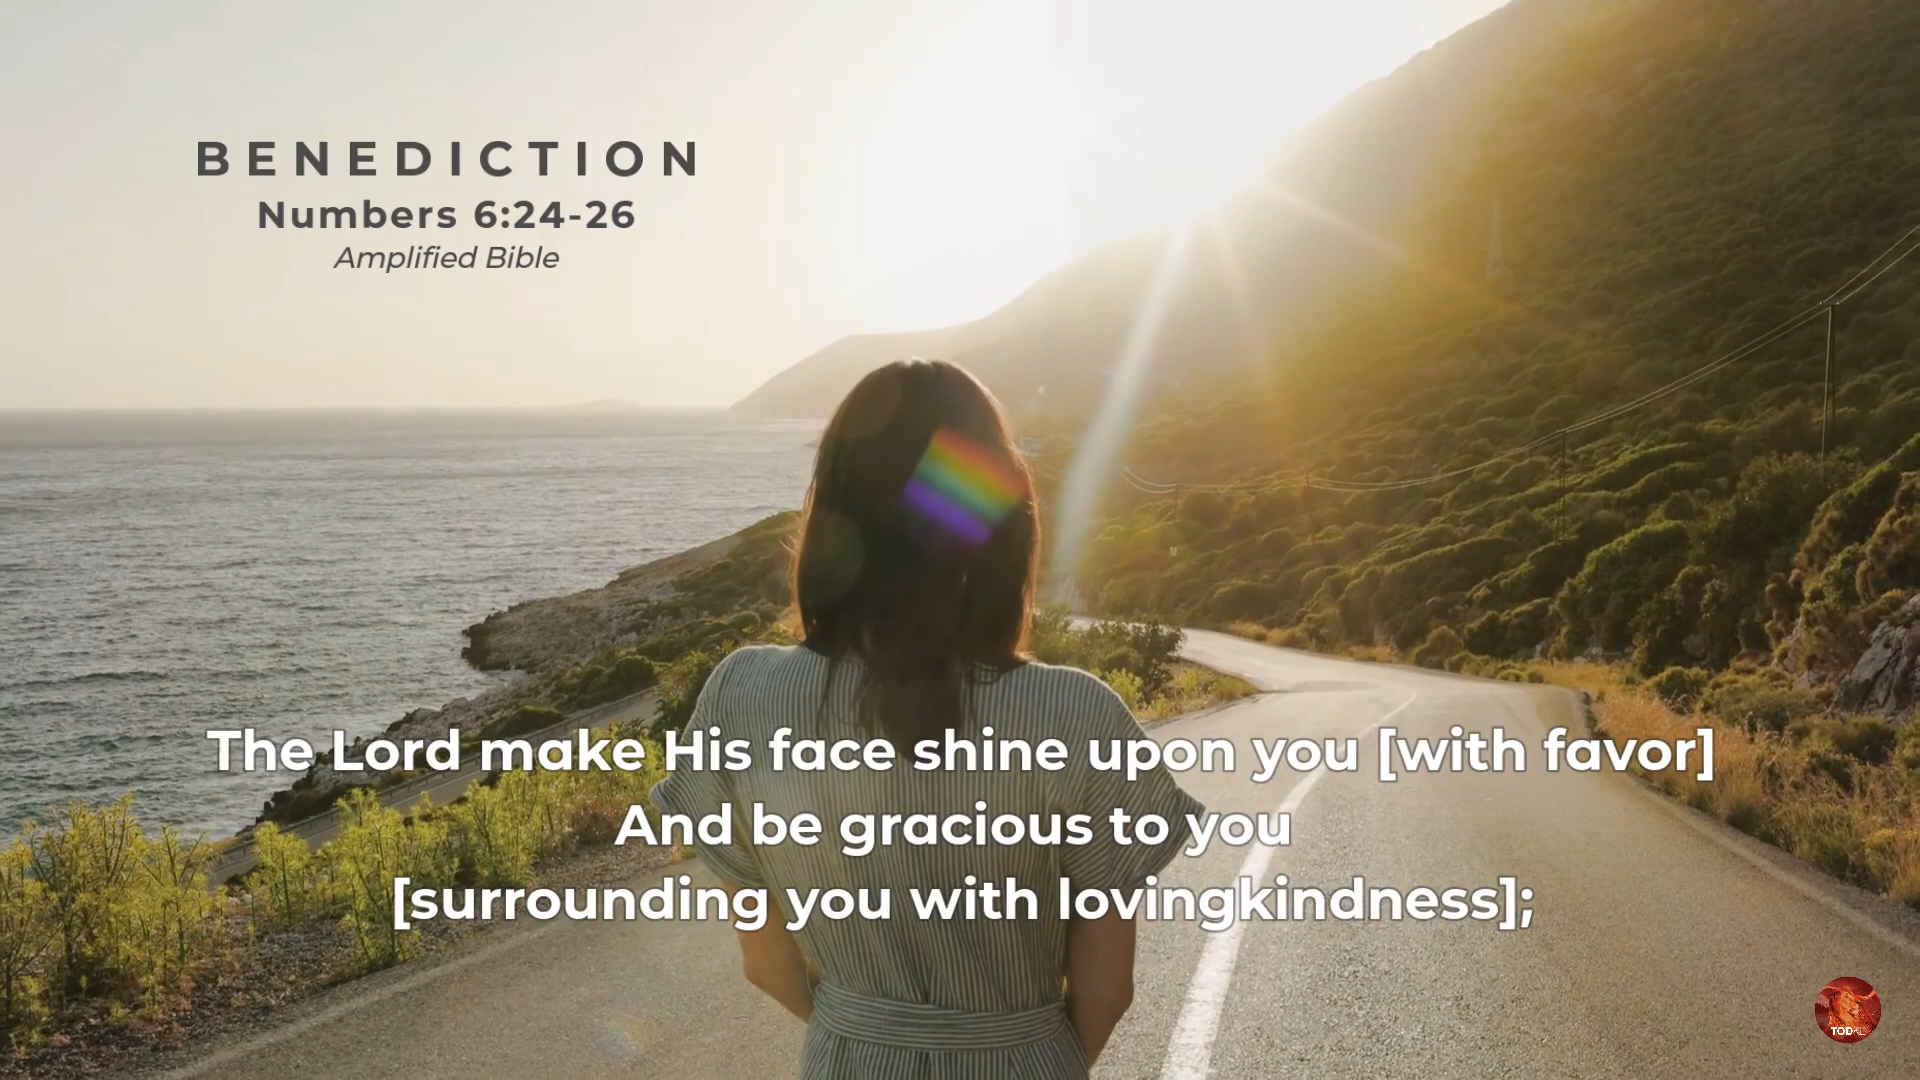 BENEDICTION
Numbers 6:24-26
Amplified Bible
The Lord make His face shine upon you [with favor]
And be gracious to you
[surrounding you with lovingkindness];
TODKL